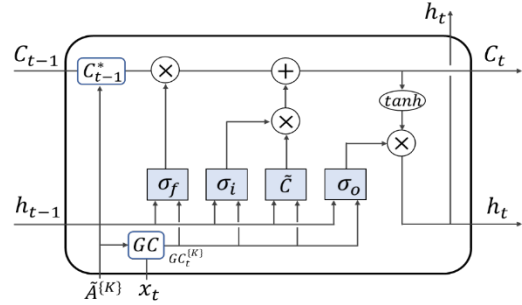 h_t
C_{t-1} C^*_{t-1} × + C_t
tanh
× ×
σ_f σ_i C̃ σ_o
h_{t-1} h_t
GC GC_t^{{K}}
Ã^{{K}} x_t